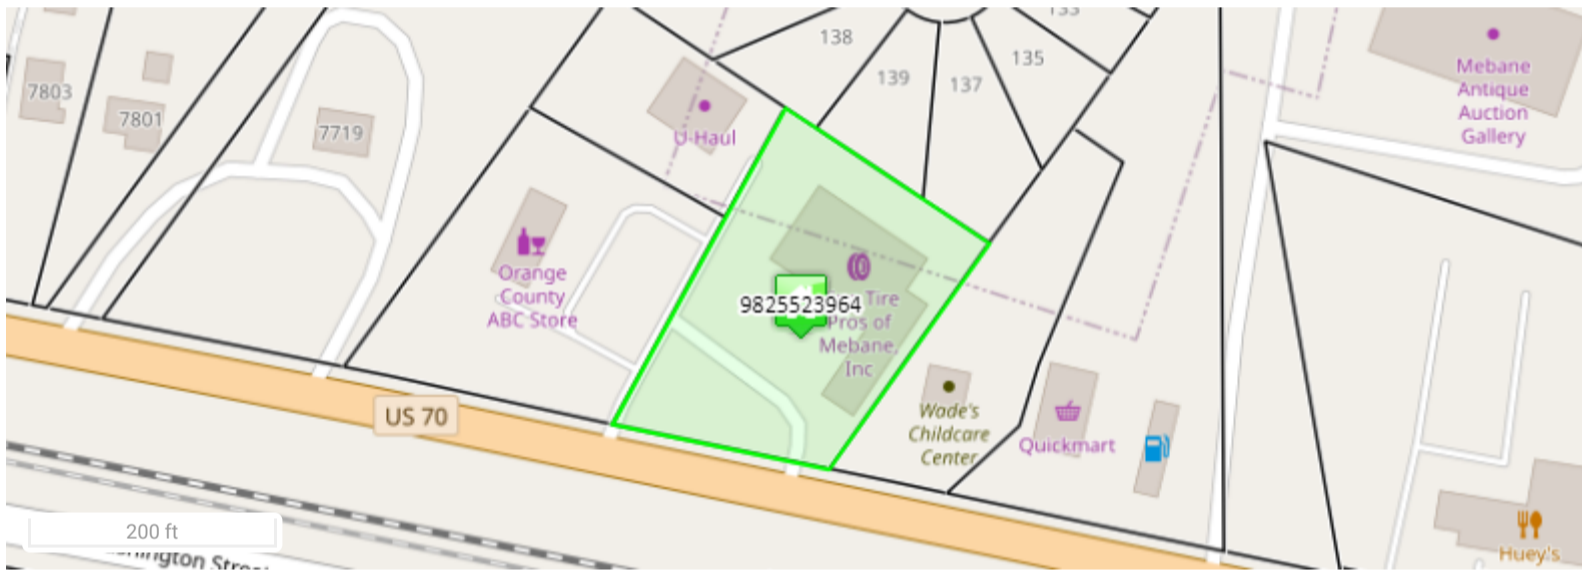 138
133
135
139
137
7803
7801
7719
U-Haul
Mebane
Antique
Auction
Gallery
Orange
County
ABC Store
9825523964
Tire
Pros of
Mebane,
Inc
Wade's
Childcare
Center
Quickmart
US 70
200 ft
Huey's